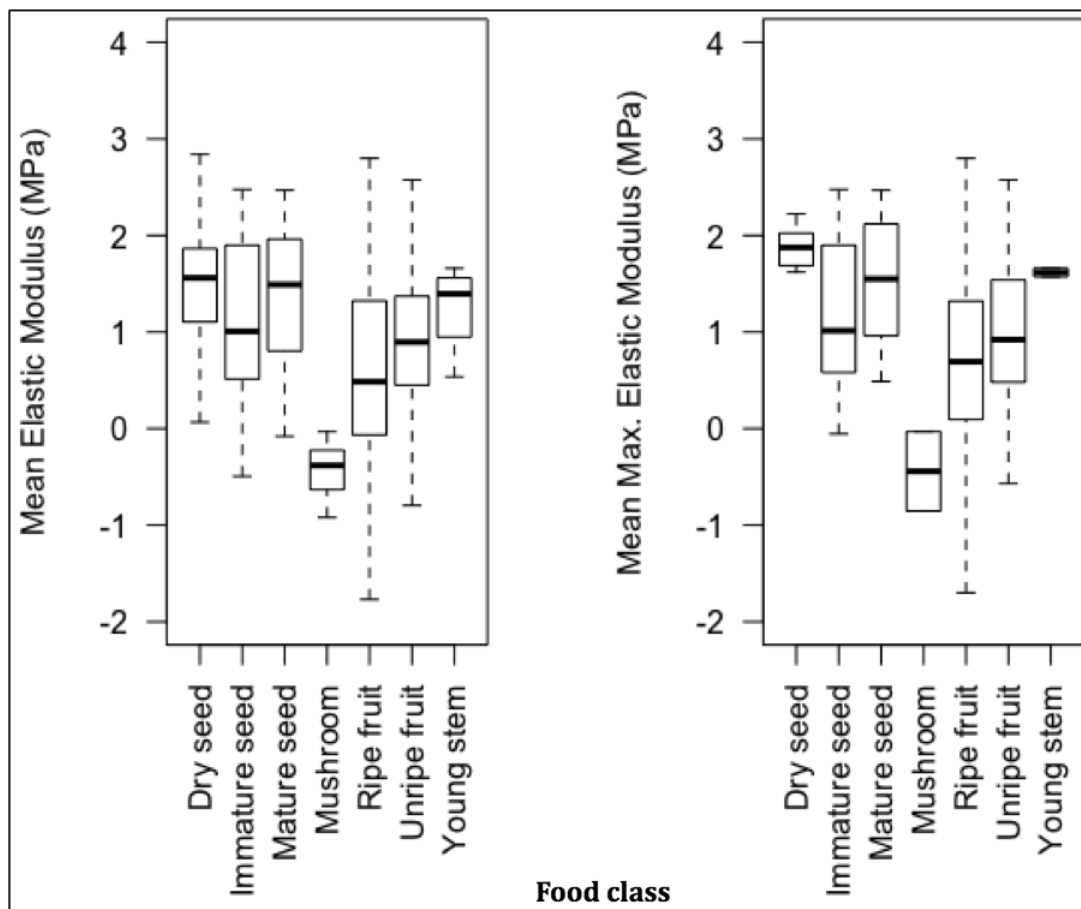 Mean Elastic Modulus (MPa)
4
3
2
1
0
-1
-2
Dry seed
Immature seed
Mature seed
Mushroom
Ripe fruit
Unripe fruit
Young stem
Mean Max. Elastic Modulus (MPa)
4
3
2
1
0
-1
-2
Dry seed
Immature seed
Mature seed
Mushroom
Ripe fruit
Unripe fruit
Young stem
Food class